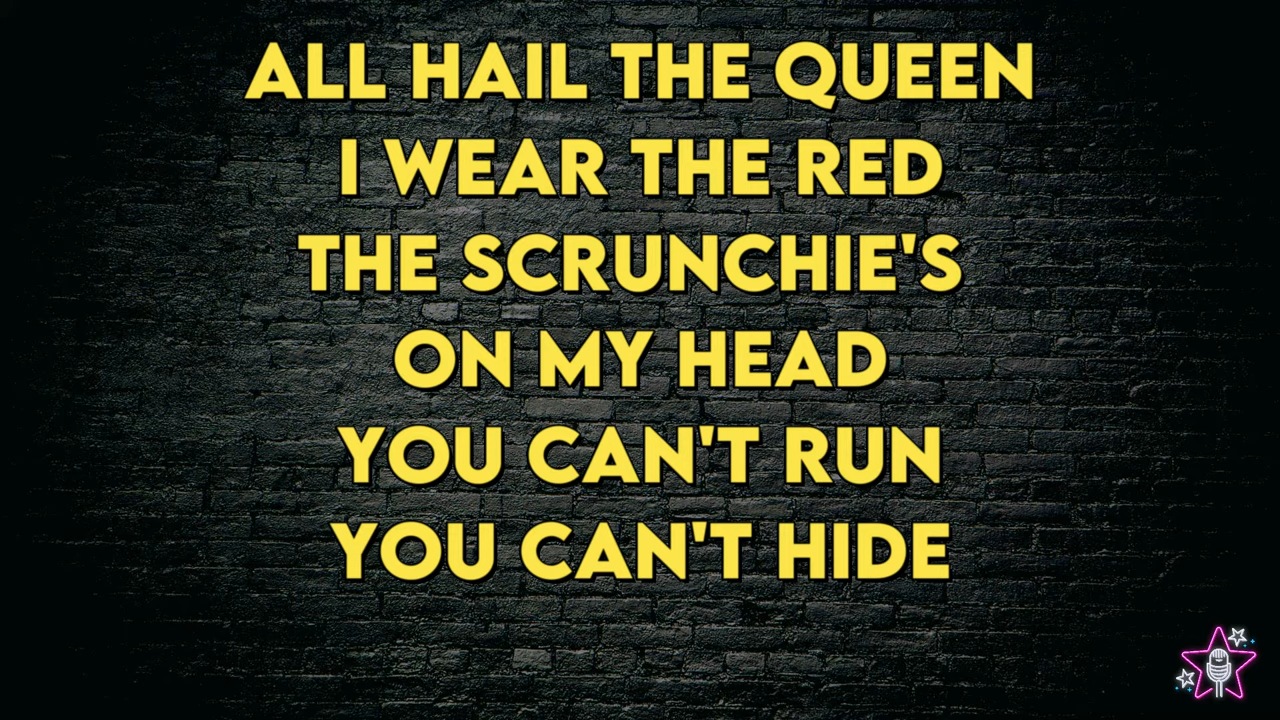 ALL HAIL THE QUEEN
I WEAR THE RED
THE SCRUNCHIE'S
ON MY HEAD
YOU CAN'T RUN
YOU CAN'T HIDE